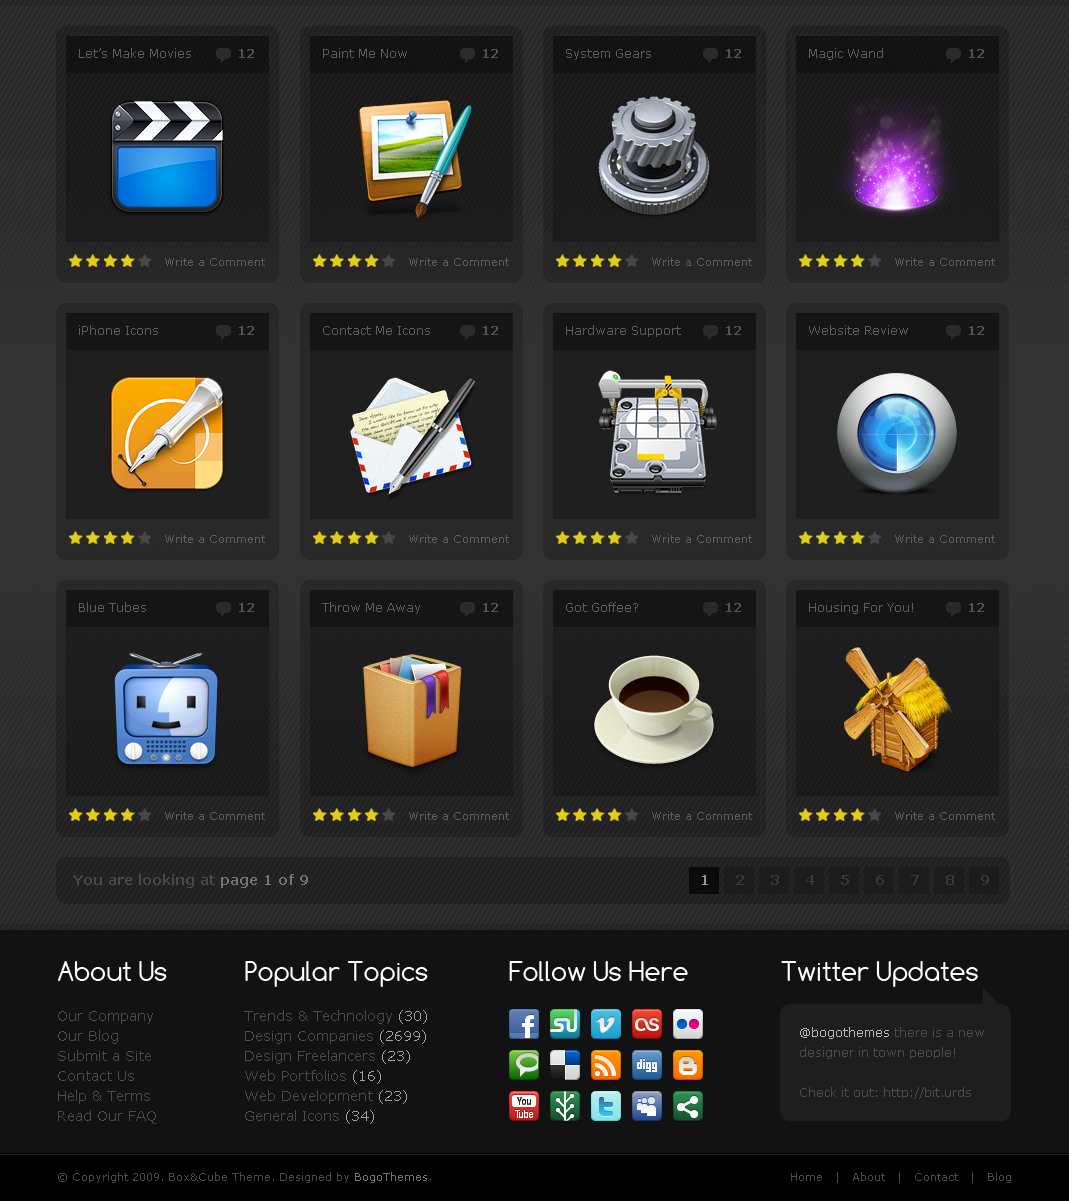 Let's Make Movies 12
Paint Me Now 12
System Gears 12
Magic Wand 12
Write a Comment
Write a Comment
Write a Comment
Write a Comment
iPhone Icons 12
Contact Me Icons 12
Hardware Support 12
Website Review 12
Write a Comment
Write a Comment
Write a Comment
Write a Comment
Blue Tubes 12
Throw Me Away 12
Got Goffee? 12
Housing For You! 12
Write a Comment
Write a Comment
Write a Comment
Write a Comment
You are looking at page 1 of 9
1 2 3 4 5 6 7 8 9
About Us
Our Company
Our Blog
Submit a Site
Contact Us
Help & Terms
Read Our FAQ
Popular Topics
Trends & Technology (30)
Design Companies (2699)
Design Freelancers (23)
Web Portfolios (16)
Web Development (23)
General Icons (34)
Follow Us Here
digg
You
Tube
Twitter Updates
@bogothemes there is a new
designer in town people!
Check it out: http://bit.urds
© Copyright 2009. Box&Cube Theme. Designed by BogoThemes.
Home | About | Contact | Blog